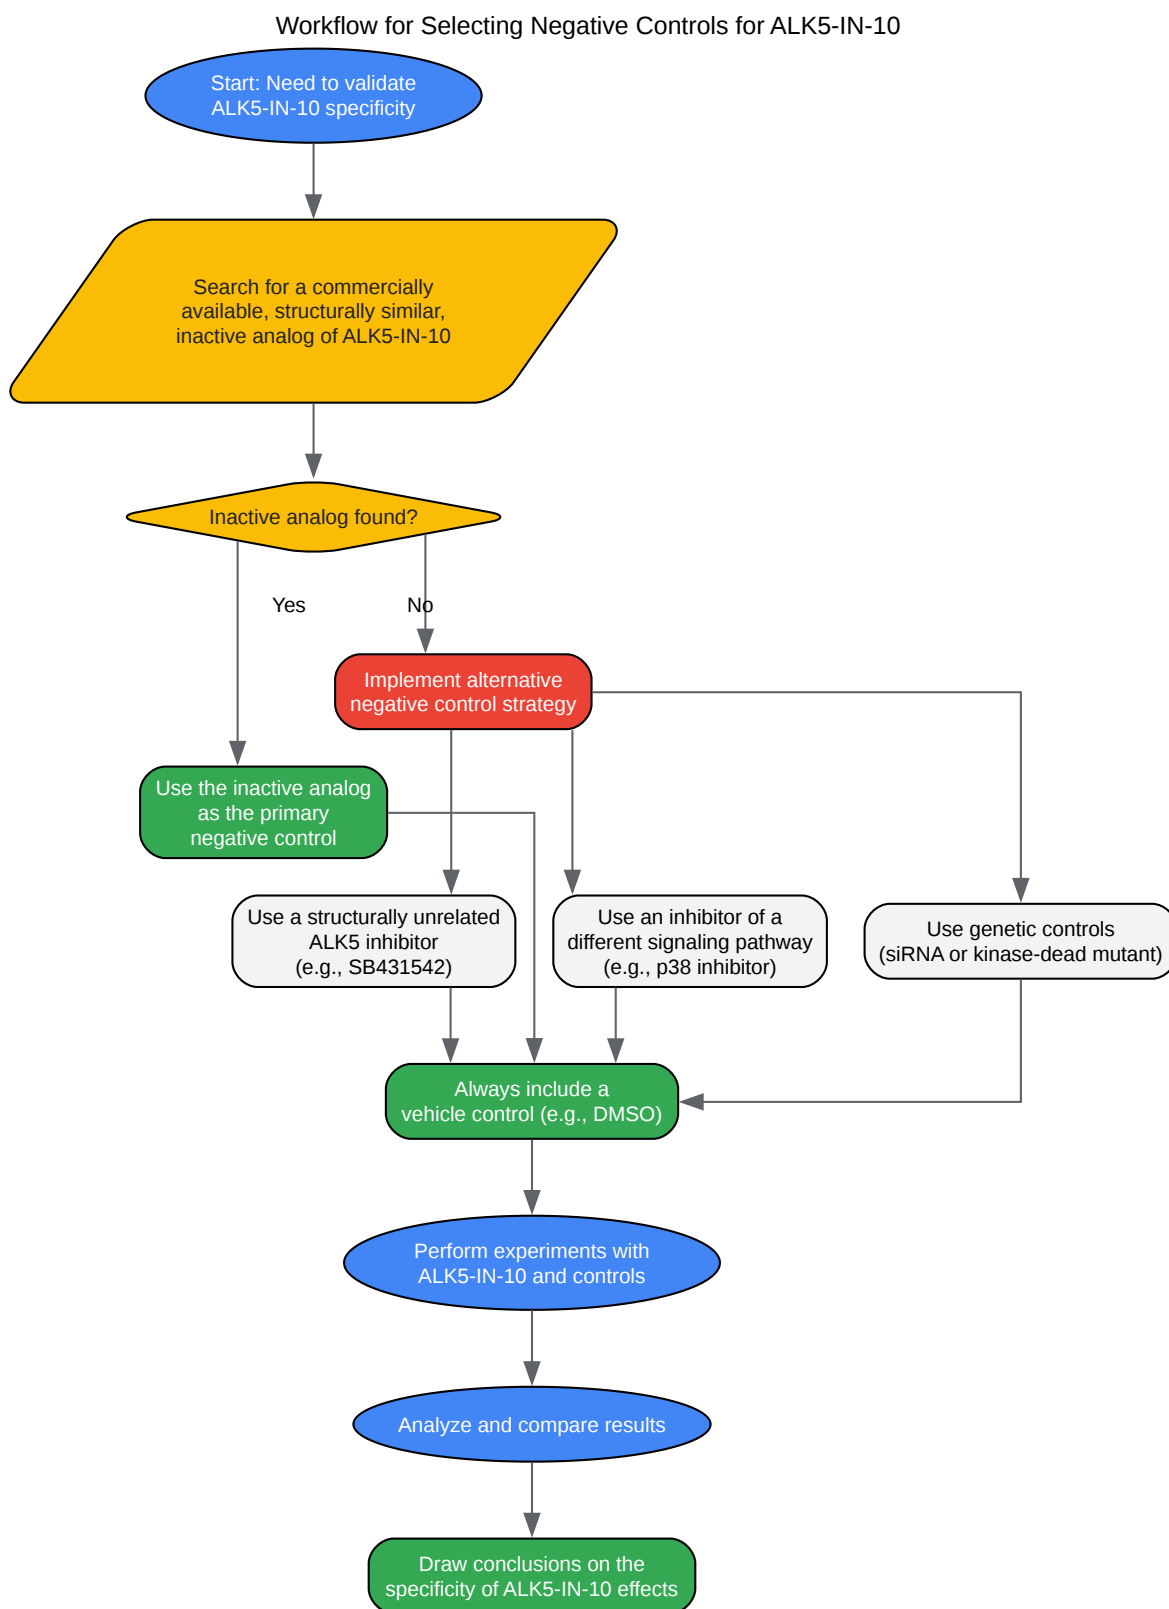 Workflow for Selecting Negative Controls for ALK5-IN-10
Start: Need to validate
ALK5-IN-10 specificity
Search for a commercially
available, structurally similar,
inactive analog of ALK5-IN-10
Inactive analog found?
Yes
No
Implement alternative
negative control strategy
Use the inactive analog
as the primary
negative control
Use a structurally unrelated
ALK5 inhibitor
(e.g., SB431542)
Use an inhibitor of a
different signaling pathway
(e.g., p38 inhibitor)
Use genetic controls
(siRNA or kinase-dead mutant)
Always include a
vehicle control (e.g., DMSO)
Perform experiments with
ALK5-IN-10 and controls
Analyze and compare results
Draw conclusions on the
specificity of ALK5-IN-10 effects